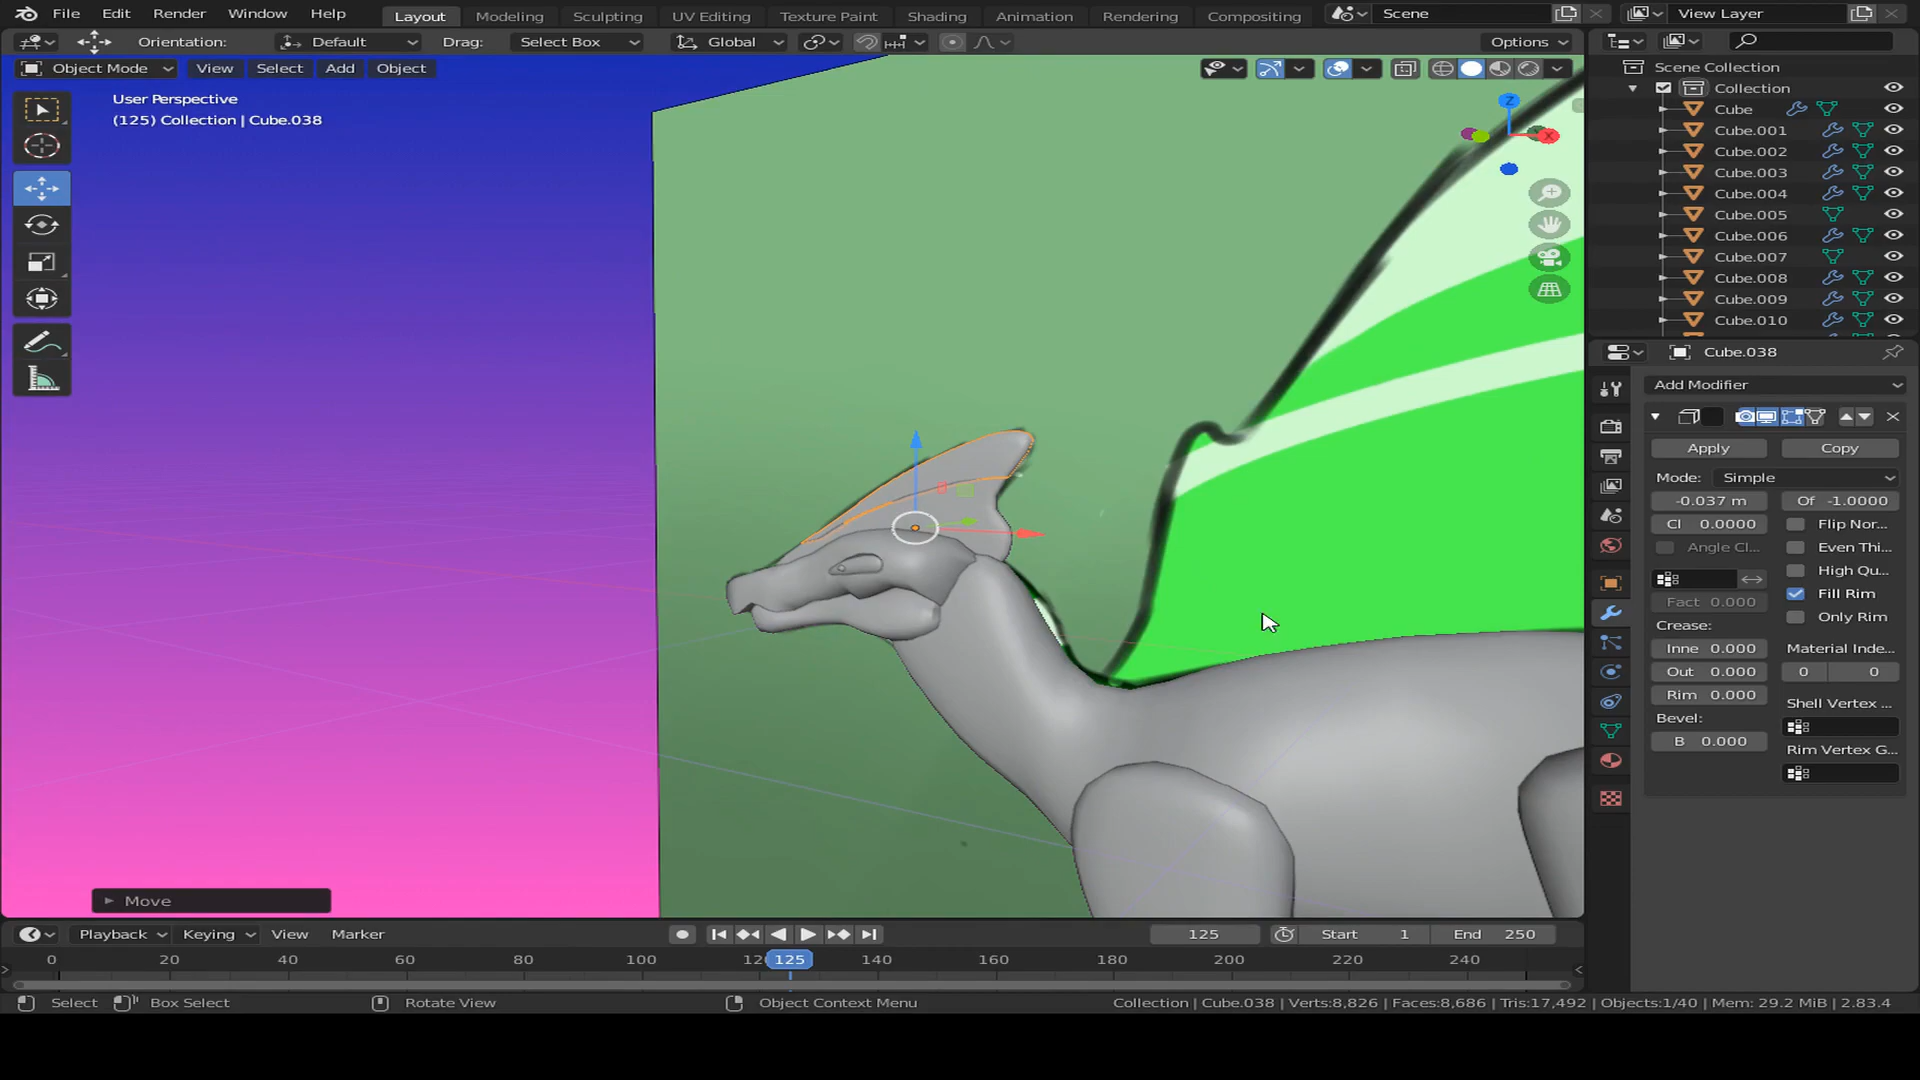 File Edit Render Window Help Layout Modeling Sculpting UV Editing Texture Paint Shading Animation Rendering Compositing Scene View Layer
Orientation: Default Drag: Select Box Global Options
Object Mode View Select Add Object
User Perspective
(125) Collection | Cube.038
Z
X
Scene Collection
Collection
Cube
Cube.001
Cube.002
Cube.003
Cube.004
Cube.005
Cube.006
Cube.007
Cube.008
Cube.009
Cube.010
Cube.038
Add Modifier
Apply Copy
Mode: Simple
-0.037 m Of -1.0000
Cl 0.0000 Flip Nor...
Angle Cl... Even Thi...
High Qu...
Fill Rim
Fact 0.000 Only Rim
Crease:
Inne 0.000 Material Inde...
Out 0.000 0 0
Rim 0.000 Shell Vertex ...
Bevel:
B 0.000 Rim Vertex G...
Move
Playback Keying View Marker 125 Start 1 End 250
0 20 40 60 80 100 12 125 140 160 180 200 220 240
Select Box Select Rotate View Object Context Menu Collection | Cube.038 | Verts:8,826 | Faces:8,686 | Tris:17,492 | Objects:1/40 | Mem: 29.2 MiB | 2.83.4